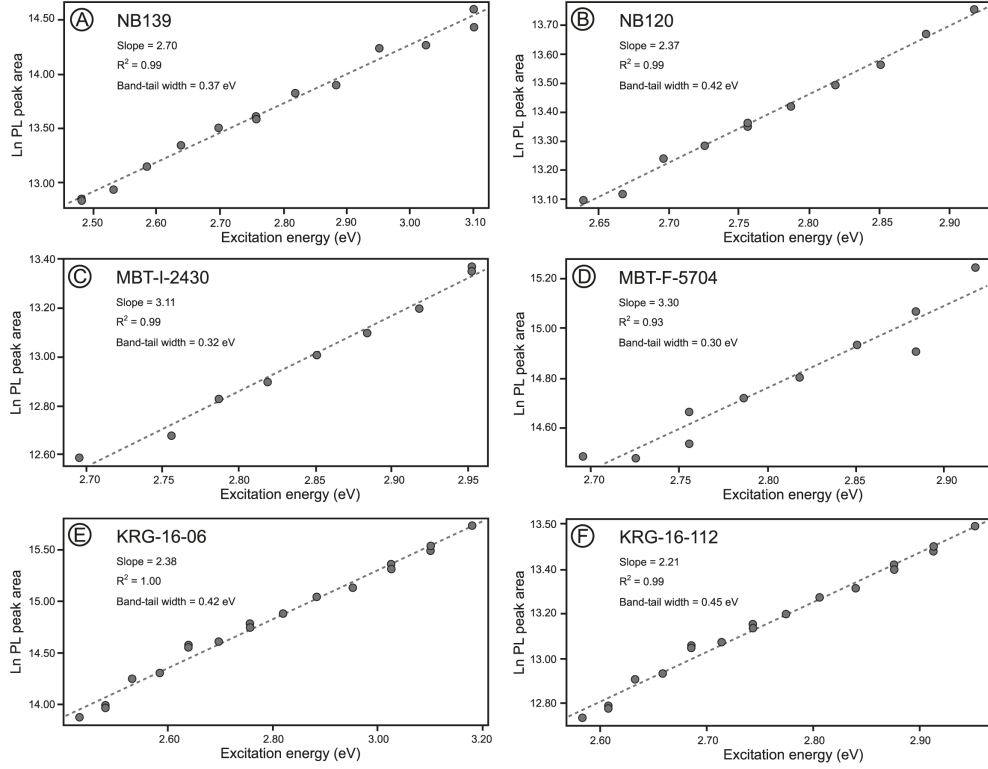 A NB139
Slope = 2.70
R² = 0.99
Band-tail width = 0.37 eV
Ln PL peak area
14.50
14.00
13.50
13.00
2.50 2.60 2.70 2.80 2.90 3.00 3.10
Excitation energy (eV)
B NB120
Slope = 2.37
R² = 0.99
Band-tail width = 0.42 eV
Ln PL peak area
13.70
13.60
13.50
13.40
13.30
13.20
13.10
2.65 2.70 2.75 2.80 2.85 2.90
Excitation energy (eV)
C MBT-I-2430
Slope = 3.11
R² = 0.99
Band-tail width = 0.32 eV
Ln PL peak area
13.40
13.20
13.00
12.80
12.60
2.70 2.75 2.80 2.85 2.90 2.95
Excitation energy (eV)
D MBT-F-5704
Slope = 3.30
R² = 0.93
Band-tail width = 0.30 eV
Ln PL peak area
15.20
15.00
14.80
14.60
2.70 2.75 2.80 2.85 2.90
Excitation energy (eV)
E KRG-16-06
Slope = 2.38
R² = 1.00
Band-tail width = 0.42 eV
Ln PL peak area
15.50
15.00
14.50
14.00
2.60 2.80 3.00 3.20
Excitation energy (eV)
F KRG-16-112
Slope = 2.21
R² = 0.99
Band-tail width = 0.45 eV
Ln PL peak area
13.50
13.40
13.20
13.00
12.80
2.60 2.70 2.80 2.90
Excitation energy (eV)